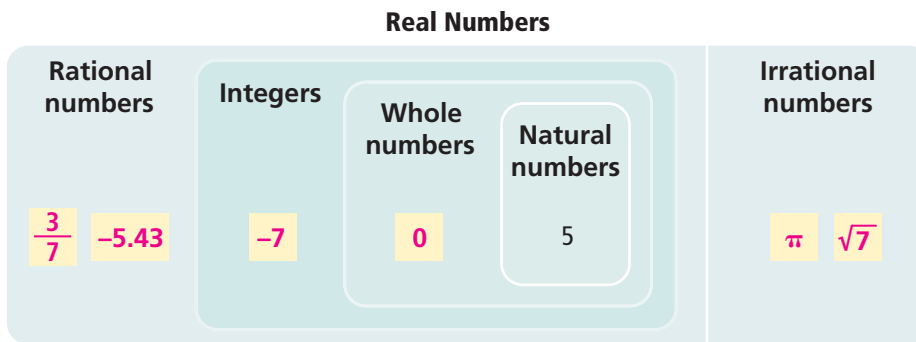 Real Numbers
Rational
numbers
Integers
Whole
numbers
Natural
numbers
Irrational
numbers
3/7 –5.43 –7 0 5 π √7